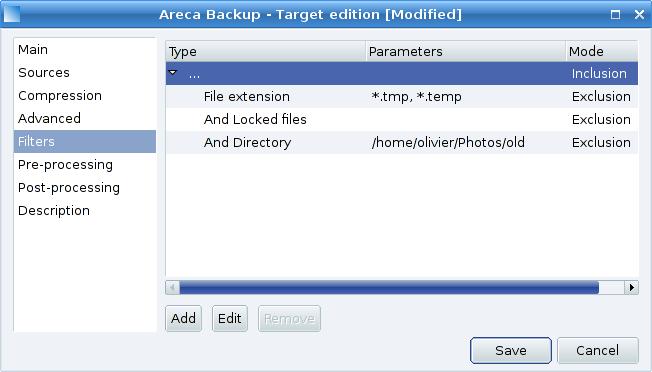 Areca Backup - Target edition [Modified]
Main
Sources
Compression
Advanced
Filters
Pre-processing
Post-processing
Description
Type Parameters Mode
... Inclusion
File extension *.tmp, *.temp Exclusion
And Locked files Exclusion
And Directory /home/olivier/Photos/old Exclusion
Add Edit Remove
Save Cancel